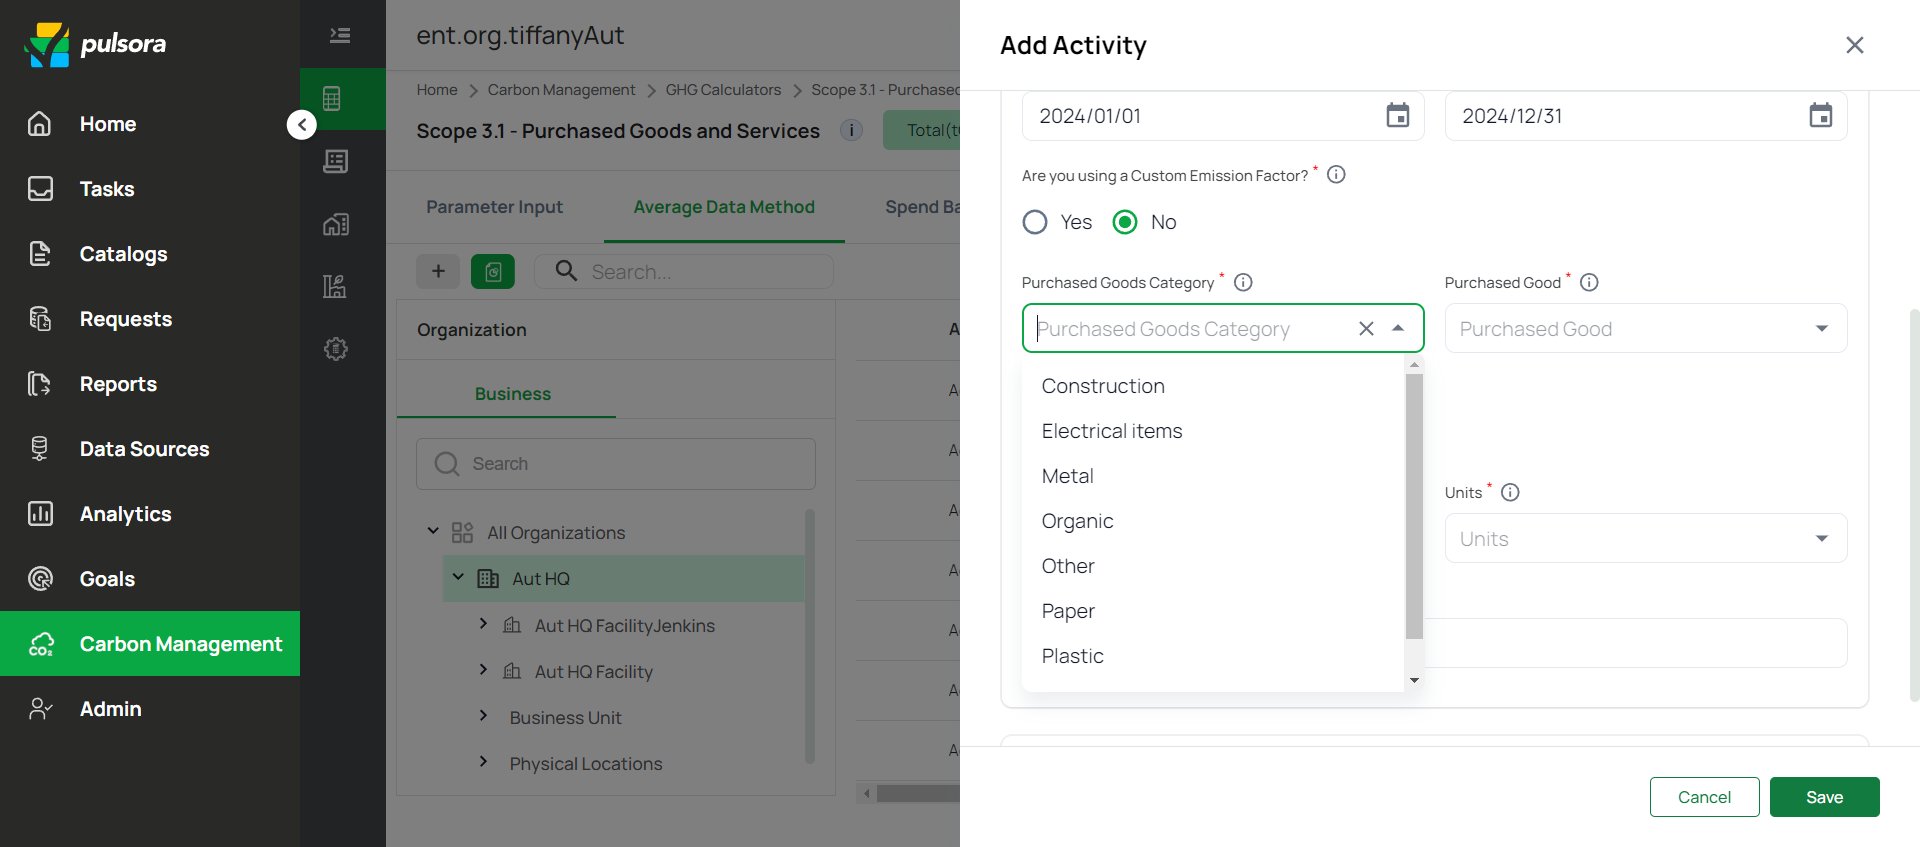 pulsora
Home
Tasks
Catalogs
Requests
Reports
Data Sources
Analytics
Goals
Carbon Management
Admin
ent.org.tiffanyAut
Home
Carbon Management
GHG Calculators
Scope 3.1 - Purchased
Scope 3.1 - Purchased Goods and Services
i
Parameter Input
Average Data Method
+
Search...
Organization
Business
Search
All Organizations
Aut HQ
Aut HQ FacilityJenkins
Aut HQ Facility
Business Unit
Physical Locations
Add Activity
2024/01/01
2024/12/31
Are you using a Custom Emission Factor? *
Yes
No
Purchased Goods Category *
Purchased Good *
Purchased Goods Category
Purchased Good
Construction
Electrical items
Metal
Organic
Other
Paper
Plastic
Units *
Units
Cancel
Save